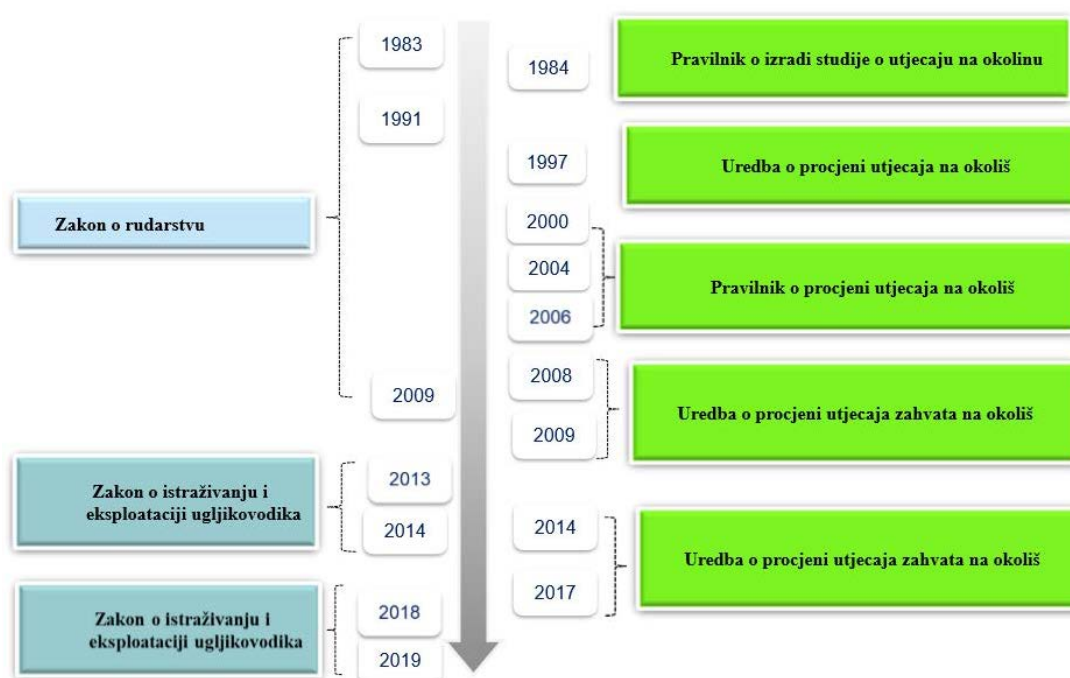 1983
1984
Pravilnik o izradi studije o utjecaju na okolinu
1991
1997
Uredba o procjeni utjecaja na okoliš
Zakon o rudarstvu
2000
2004
2006
Pravilnik o procjeni utjecaja na okoliš
2009
2008
2009
Uredba o procjeni utjecaja zahvata na okoliš
Zakon o istraživanju i
eksploataciji ugljikovodika
2013
2014
2014
2017
Uredba o procjeni utjecaja zahvata na okoliš
Zakon o istraživanju i
eksploataciji ugljikovodika
2018
2019